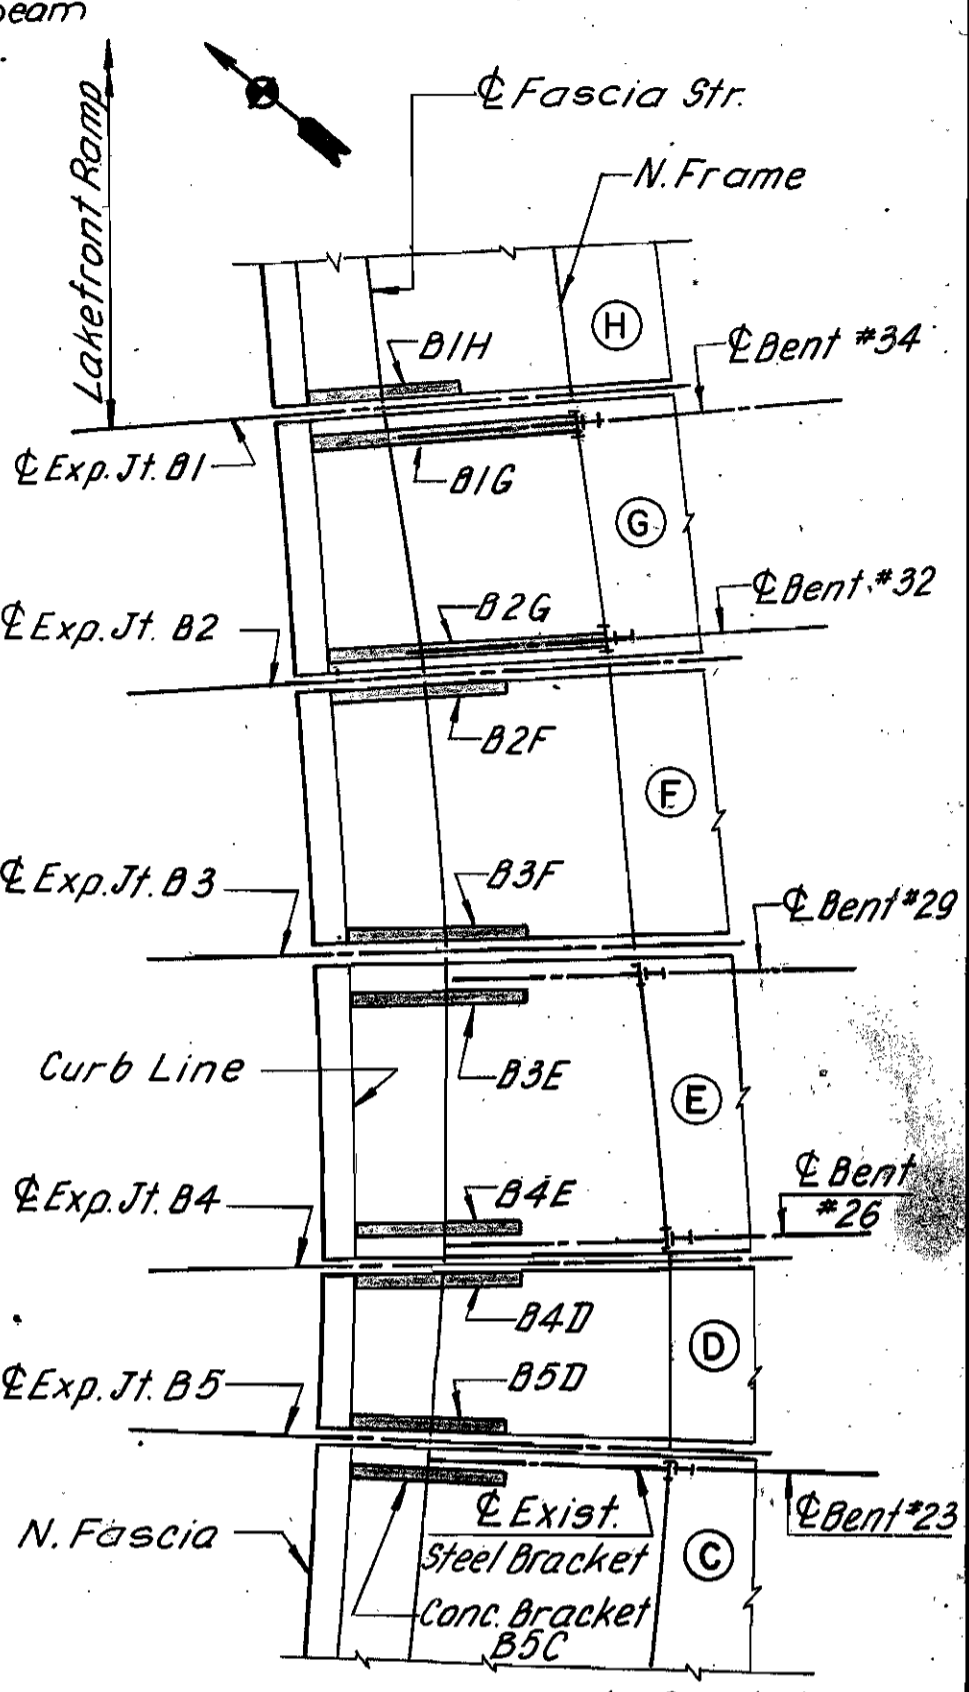 beam
℄ Fascia Str.
Lakefront Ramp
N. Frame
H
B1H
℄ Bent #34
℄ Exp. Jt. B1
B1G
G
℄ Bent #32
B2G
℄ Exp. Jt. B2
B2F
F
B3F
℄ Exp. Jt. B3
℄ Bent #29
Curb Line
B3E
E
℄ Bent
#26
B4E
℄ Exp. Jt. B4
B4D
D
B5D
℄ Exp. Jt. B5
℄ Exist.
Steel Bracket
℄ Bent #23
N. Fascia
C
Conc. Bracket
B5C